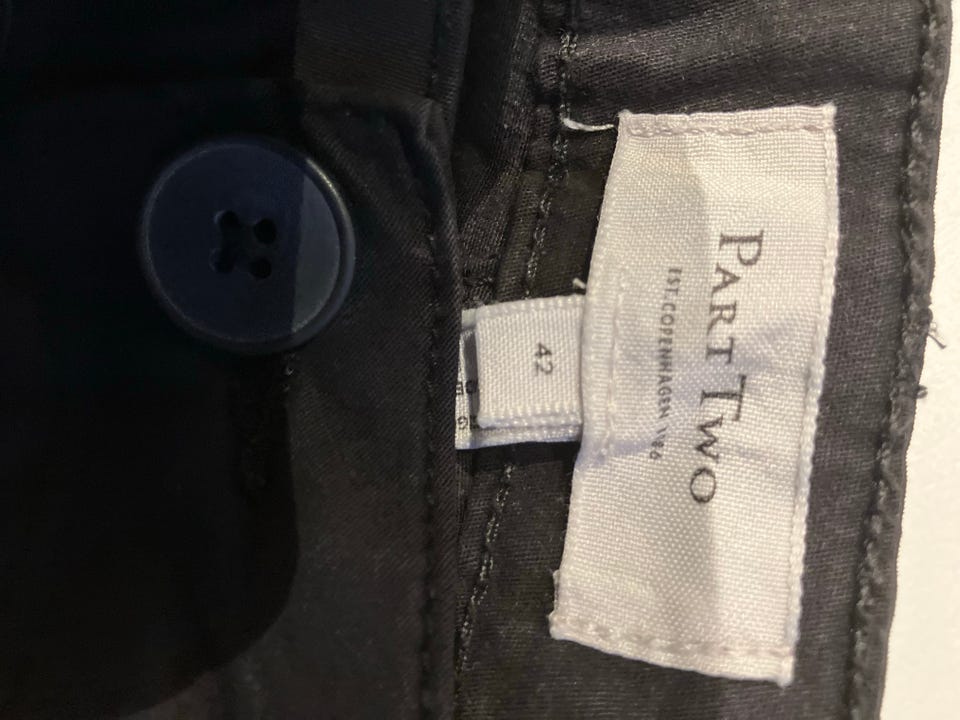 PART TWO
EST. COPENHAGEN 1986
42